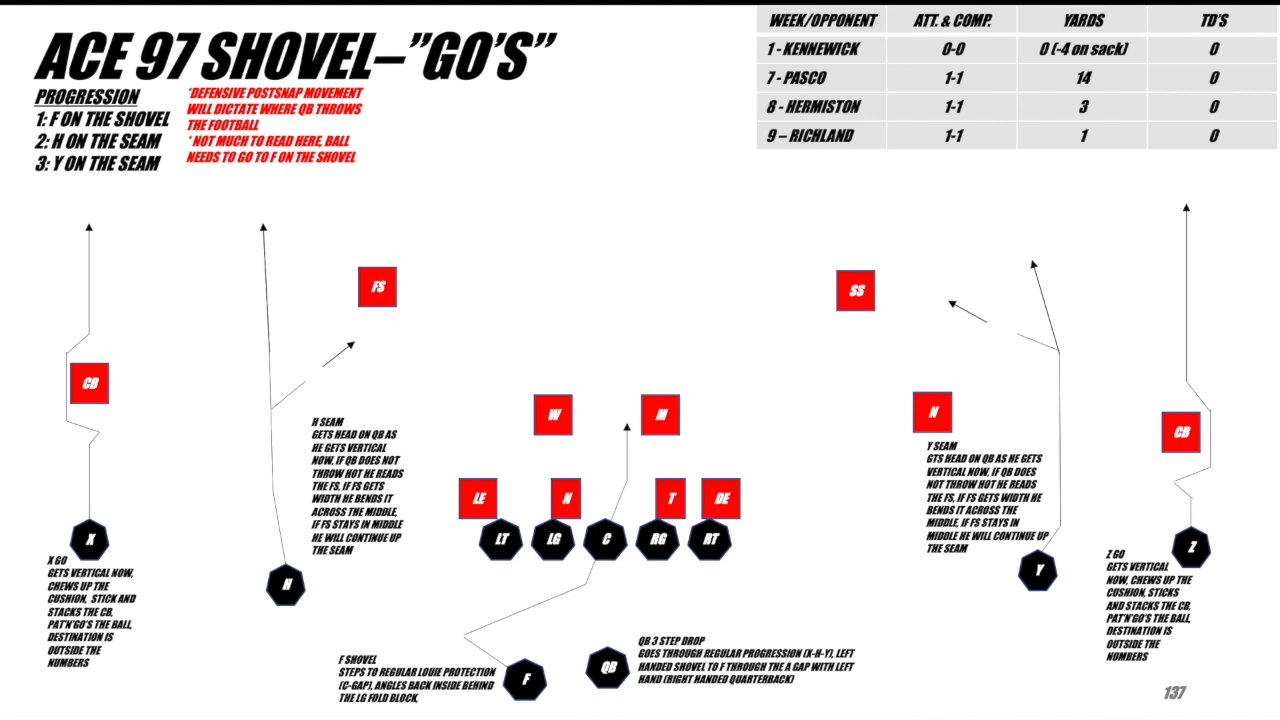 ACE 97 SHOVEL–"GO'S"
PROGRESSION
1: F ON THE SHOVEL
2: H ON THE SEAM
3: Y ON THE SEAM
*DEFENSIVE POSTSNAP MOVEMENT
WILL DICTATE WHERE QB THROWS
THE FOOTBALL
* NOT MUCH TO READ HERE, BALL
NEEDS TO GO TO F ON THE SHOVEL
WEEK/OPPONENT ATT. & COMP. YARDS TD'S
1 - KENNEWICK 0-0 0 (-4 on sack) 0
7 - PASCO 1-1 14 0
8 - HERMISTON 1-1 3 0
9 – RICHLAND 1-1 1 0
FS
SS
CB
W
M
N
CB
LE
N
T
DE
X
LT
LG
C
RG
RT
Z
H
Y
F
QB
H SEAM
GETS HEAD ON QB AS
HE GETS VERTICAL
NOW, IF QB DOES NOT
THROW HOT HE READS
THE FS, IF FS GETS
WIDTH HE BENDS IT
ACROSS THE MIDDLE,
IF FS STAYS IN MIDDLE
HE WILL CONTINUE UP
THE SEAM
Y SEAM
GTS HEAD ON QB AS HE GETS
VERTICAL NOW, IF QB DOES
NOT THROW HOT HE READS
THE FS, IF FS GETS WIDTH HE
BENDS IT ACROSS THE
MIDDLE, IF FS STAYS IN
MIDDLE HE WILL CONTINUE UP
THE SEAM
X GO
GETS VERTICAL NOW,
CHEWS UP THE
CUSHION, STICK AND
STACKS THE CB,
PAT'N'GO'S THE BALL,
DESTINATION IS
OUTSIDE THE
NUMBERS
Z GO
GETS VERTICAL
NOW, CHEWS UP THE
CUSHION, STICKS
AND STACKS THE CB,
PAT'N'GO'S THE BALL,
DESTINATION IS
OUTSIDE THE
NUMBERS
F SHOVEL
STEPS TO REGULAR LOUIE PROTECTION
(C-GAP), ANGLES BACK INSIDE BEHIND
THE LG FOLD BLOCK,
QB 3 STEP DROP
GOES THROUGH REGULAR PROGRESSION (X-H-Y), LEFT
HANDED SHOVEL TO F THROUGH THE A GAP WITH LEFT
HAND (RIGHT HANDED QUARTERBACK)
137